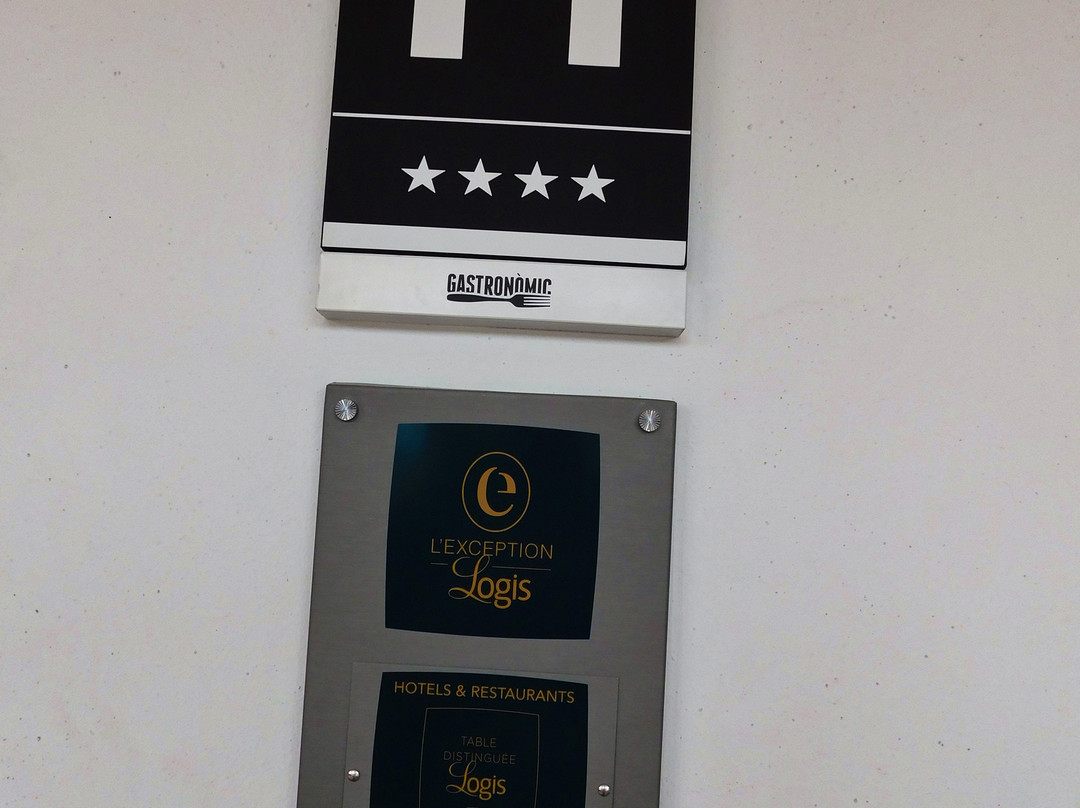 GASTRONÒMIC
e
L'EXCEPTION
Logis
HOTELS & RESTAURANTS
TABLE
DISTINGUÉE
Logis